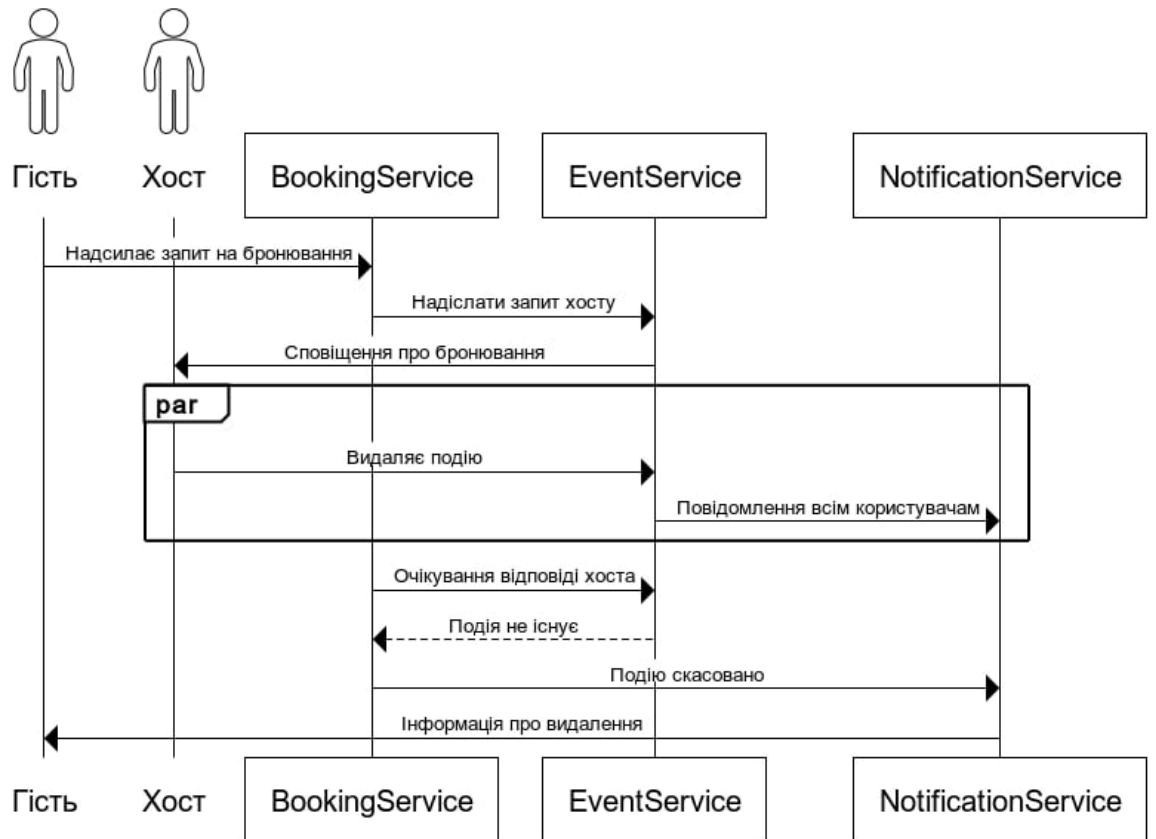 Гість Хост BookingService EventService NotificationService
Надсилає запит на бронювання
Надіслати запит хосту
Сповіщення про бронювання
par
Видаляє подію
Повідомлення всім користувачам
Очікування відповіді хоста
Подія не існує
Подію скасовано
Інформація про видалення
Гість Хост BookingService EventService NotificationService